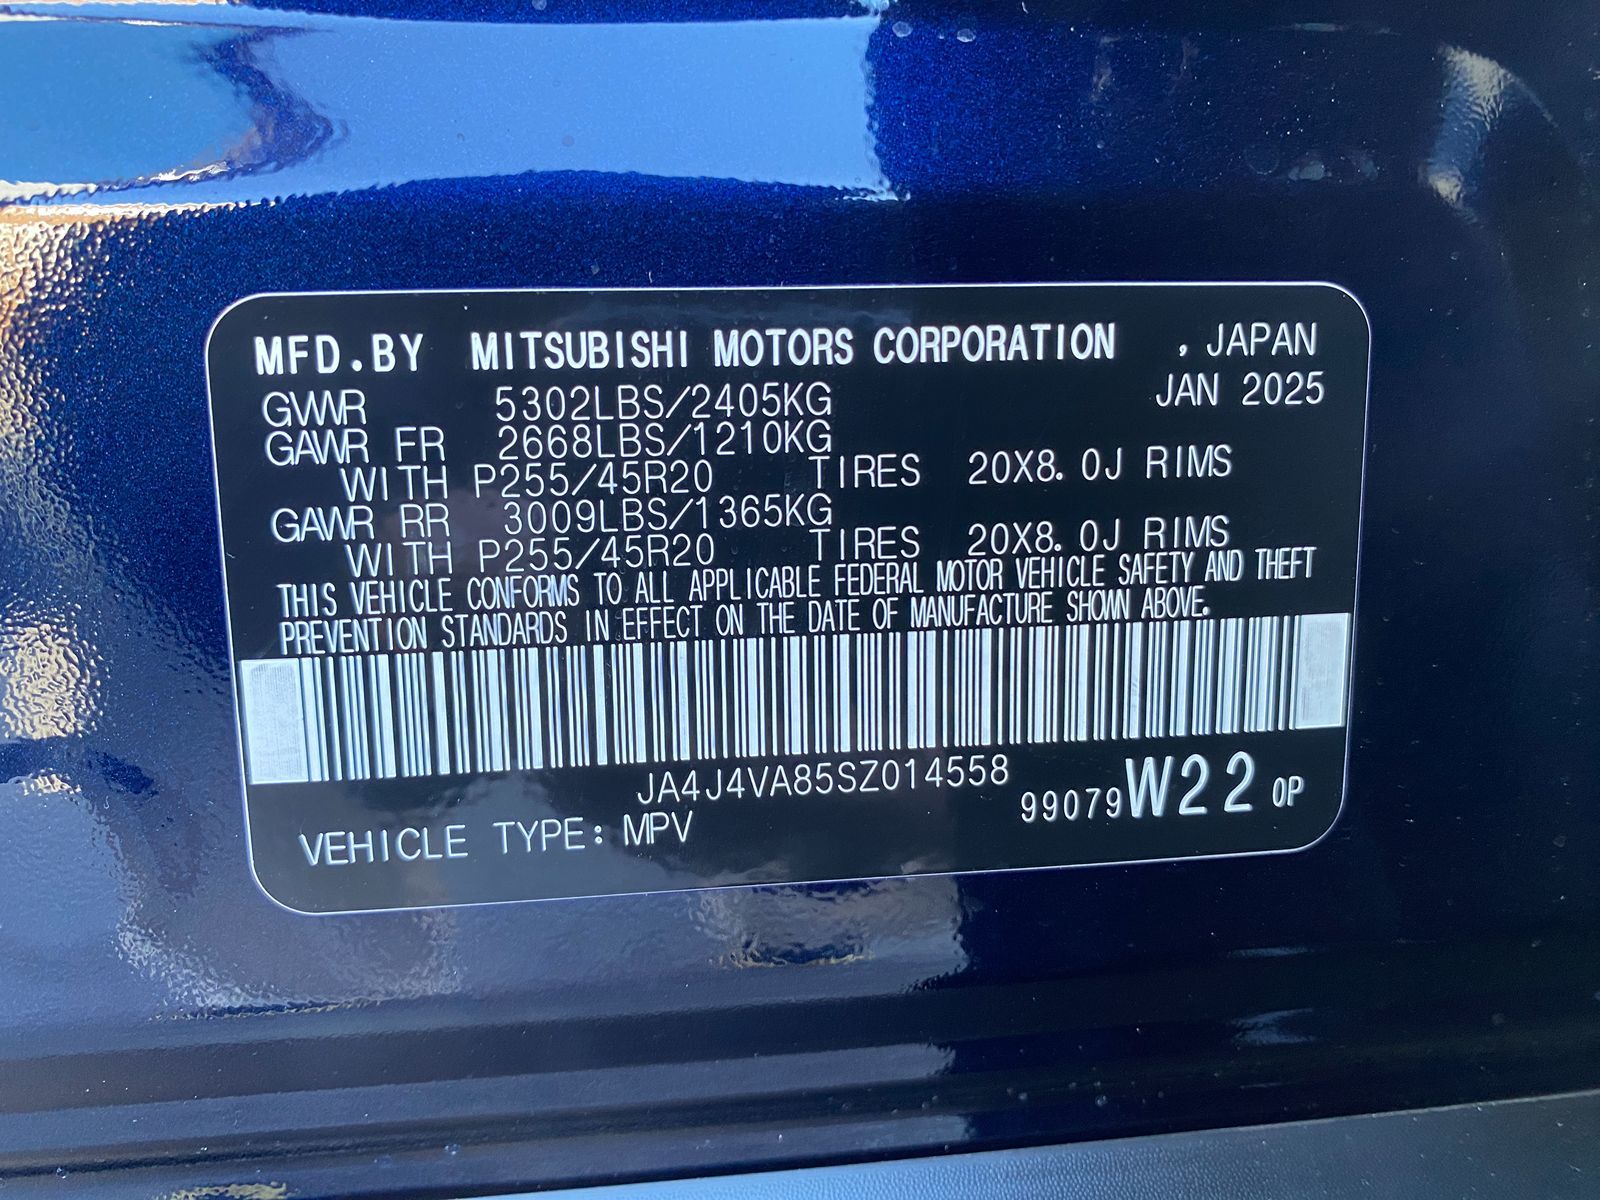 MFD.BY MITSUBISHI MOTORS CORPORATION , JAPAN
GVWR 5302LBS/2405KG JAN 2025
GAWR FR 2668LBS/1210KG
WITH P255/45R20 TIRES 20X8.0J RIMS
GAWR RR 3009LBS/1365KG
WITH P255/45R20 TIRES 20X8.0J RIMS
THIS VEHICLE CONFORMS TO ALL APPLICABLE FEDERAL MOTOR VEHICLE SAFETY AND THEFT
PREVENTION STANDARDS IN EFFECT ON THE DATE OF MANUFACTURE SHOWN ABOVE.
JA4J4VA85SZ014558
99079W22 OP
VEHICLE TYPE: MPV